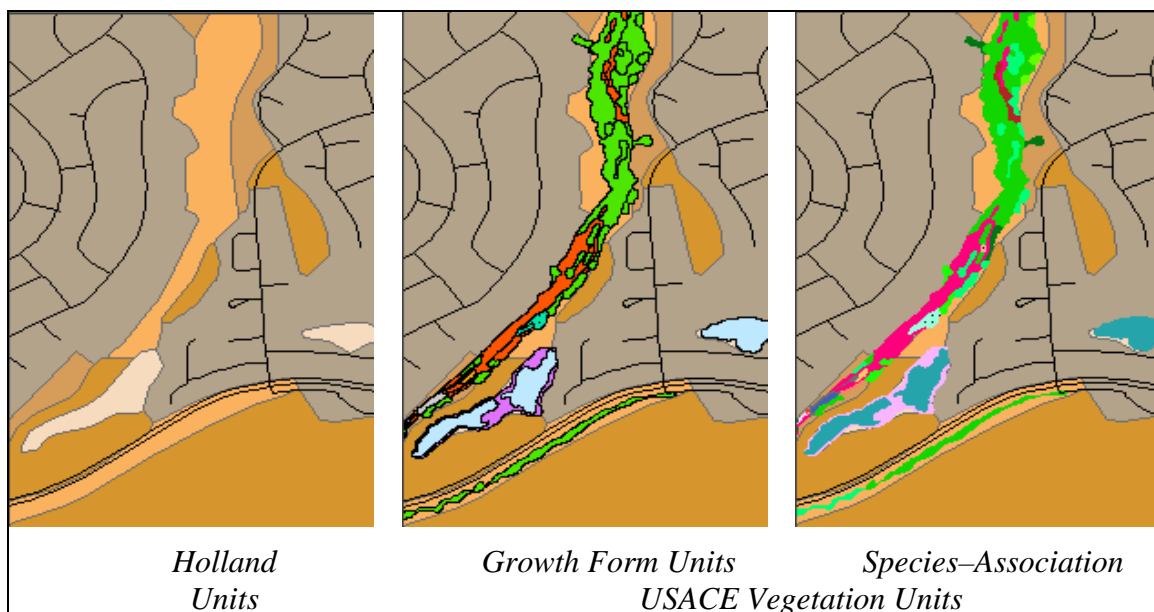 Holland
Units
Growth Form Units
Species–Association
USACE Vegetation Units